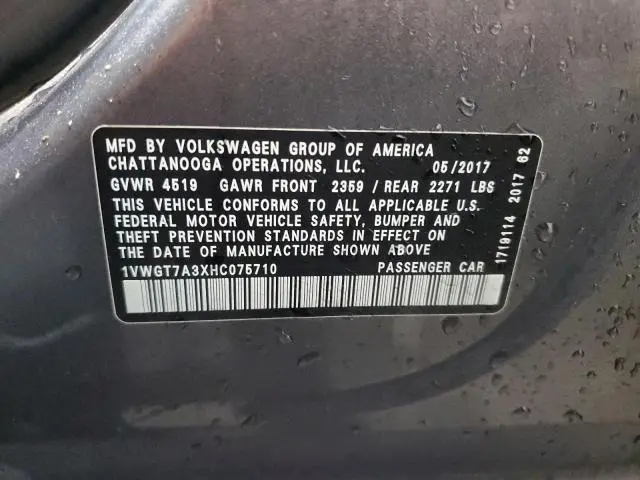 MFD BY VOLKSWAGEN GROUP OF AMERICA
CHATTANOOGA OPERATIONS, LLC. 05/2017
GVWR 4519 GAWR FRONT 2359 / REAR 2271 LBS
THIS VEHICLE CONFORMS TO ALL APPLICABLE U.S.
FEDERAL MOTOR VEHICLE SAFETY, BUMPER AND
THEFT PREVENTION STANDARDS IN EFFECT ON
THE DATE OF MANUFACTURE SHOWN ABOVE
1VWGT7A3XHC075710 PASSENGER CAR
1719114 2017 62